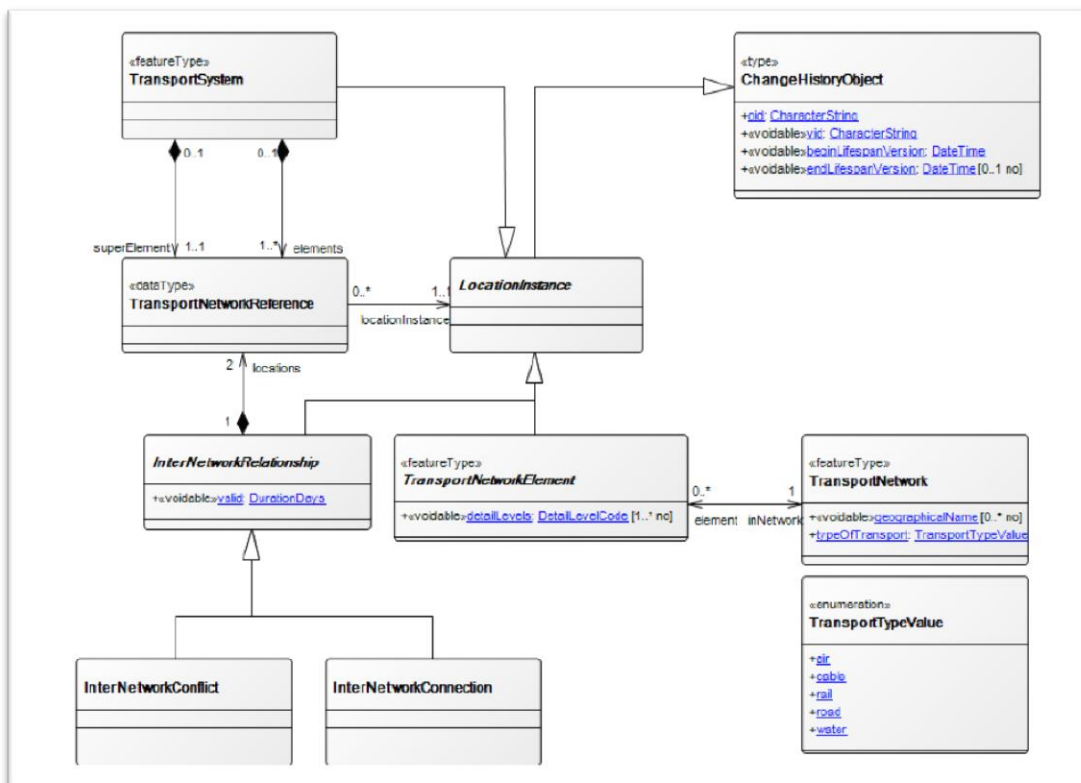 «featureType»
TransportSystem
«type»
ChangeHistoryObject
+oid: CharacterString
+«voidable»vid: CharacterString
+«voidable»beginLifespanVersion: DateTime
+«voidable»endLifespanVersion: DateTime [0..1 no]
0..1
0..1
superElement
1..1
1..*
elements
«dataType»
TransportNetworkReference
0..*
1..1
locationInstance
LocationInstance
2
locations
1
InterNetworkRelationship
+«voidable»valid: DurationDays
«featureType»
TransportNetworkElement
+«voidable»detailLevels: DetailLevelCode [1..* no]
0..*
1
element
inNetwork
«featureType»
TransportNetwork
+«voidable»geographicalName [0..* no]
+typeOfTransport: TransportTypeValue
«enumeration»
TransportTypeValue
+air
+cable
+rail
+road
+water
InterNetworkConflict
InterNetworkConnection